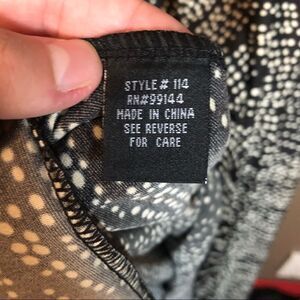 STYLE# 114
RN#99144
MADE IN CHINA
SEE REVERSE
FOR CARE